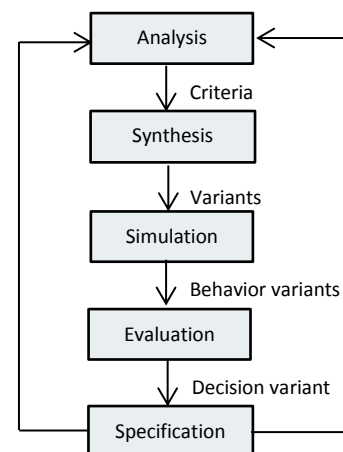 Analysis
Criteria
Synthesis
Variants
Simulation
Behavior variants
Evaluation
Decision variant
Specification